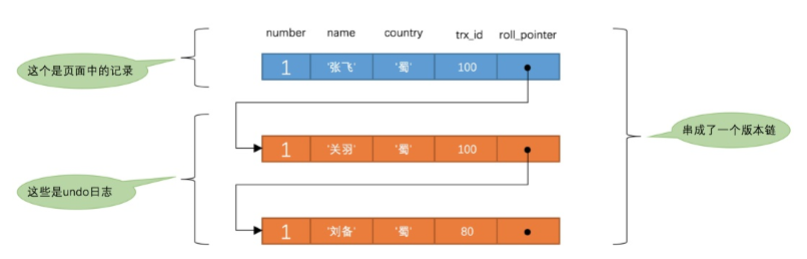 number name country trx_id roll_pointer
这个是页面中的记录
1 '张飞' '蜀' 100
串成了一个版本链
1 '关羽' '蜀' 100
这些是undo日志
1 '刘备' '蜀' 80